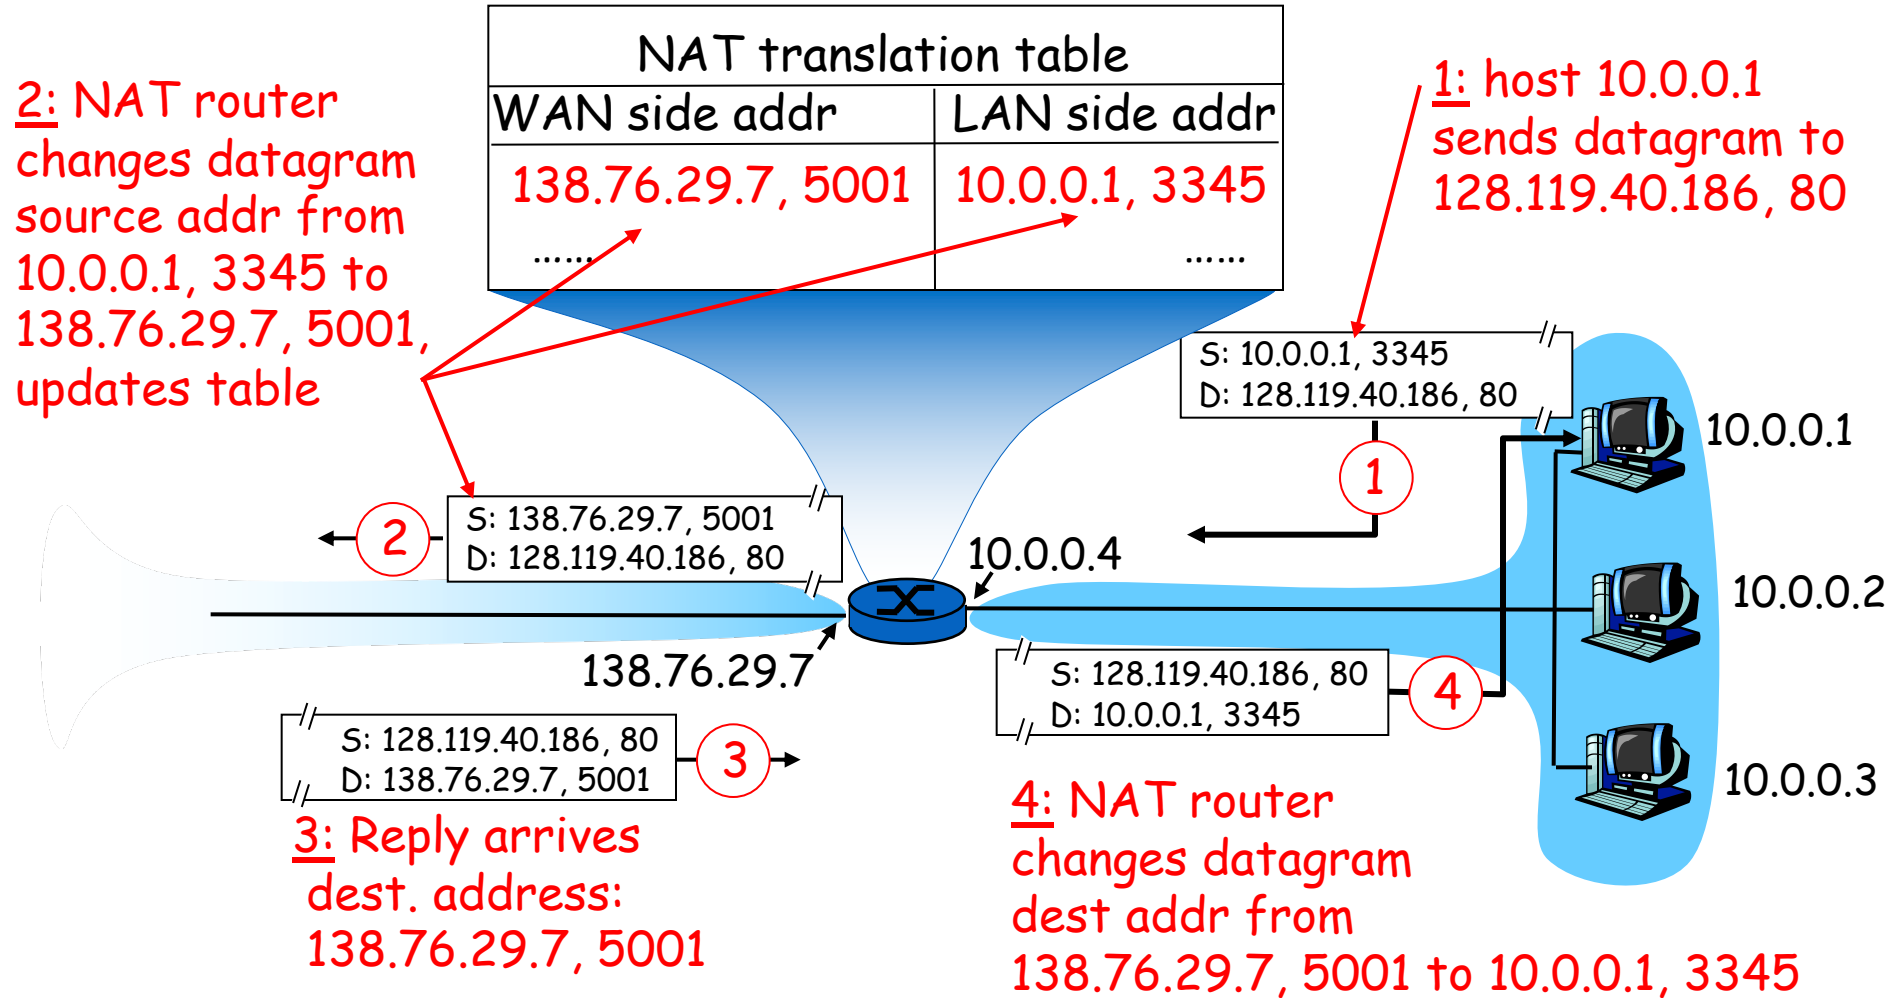 NAT translation table
WAN side addr LAN side addr
138.76.29.7, 5001 10.0.0.1, 3345
...... ......
2: NAT router
changes datagram
source addr from
10.0.0.1, 3345 to
138.76.29.7, 5001,
updates table
1: host 10.0.0.1
sends datagram to
128.119.40.186, 80
S: 10.0.0.1, 3345
D: 128.119.40.186, 80
1
10.0.0.1
S: 138.76.29.7, 5001
D: 128.119.40.186, 80
2
10.0.0.4
10.0.0.2
138.76.29.7
S: 128.119.40.186, 80
D: 10.0.0.1, 3345
4
S: 128.119.40.186, 80
D: 138.76.29.7, 5001
3
10.0.0.3
3: Reply arrives
dest. address:
138.76.29.7, 5001
4: NAT router
changes datagram
dest addr from
138.76.29.7, 5001 to 10.0.0.1, 3345